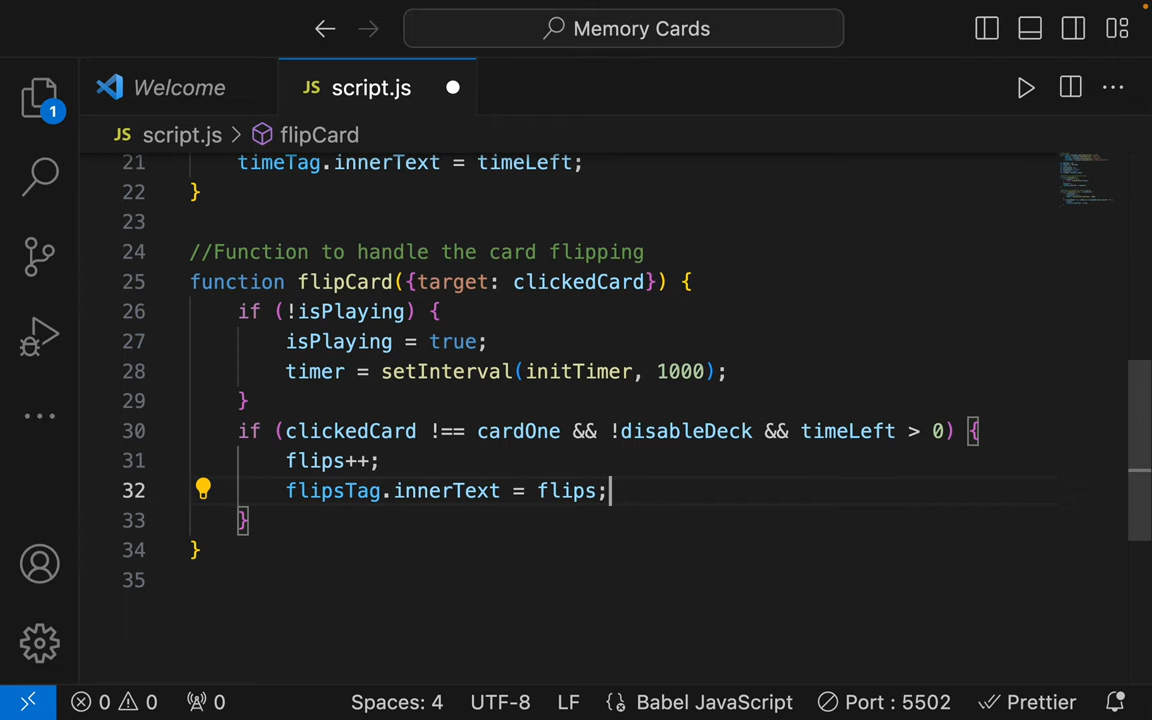 Memory Cards
Welcome
JS script.js
1
JS script.js > flipCard
21 timeTag.innerText = timeLeft;
22 }
23
24 //Function to handle the card flipping
25 function flipCard({target: clickedCard}) {
26 if (!isPlaying) {
27 isPlaying = true;
28 timer = setInterval(initTimer, 1000);
29 }
30 if (clickedCard !== cardOne && !disableDeck && timeLeft > 0) {
31 flips++;
32 flipsTag.innerText = flips;
33 }
34 }
35
0 0 0 Spaces: 4 UTF-8 LF Babel JavaScript Port : 5502 Prettier